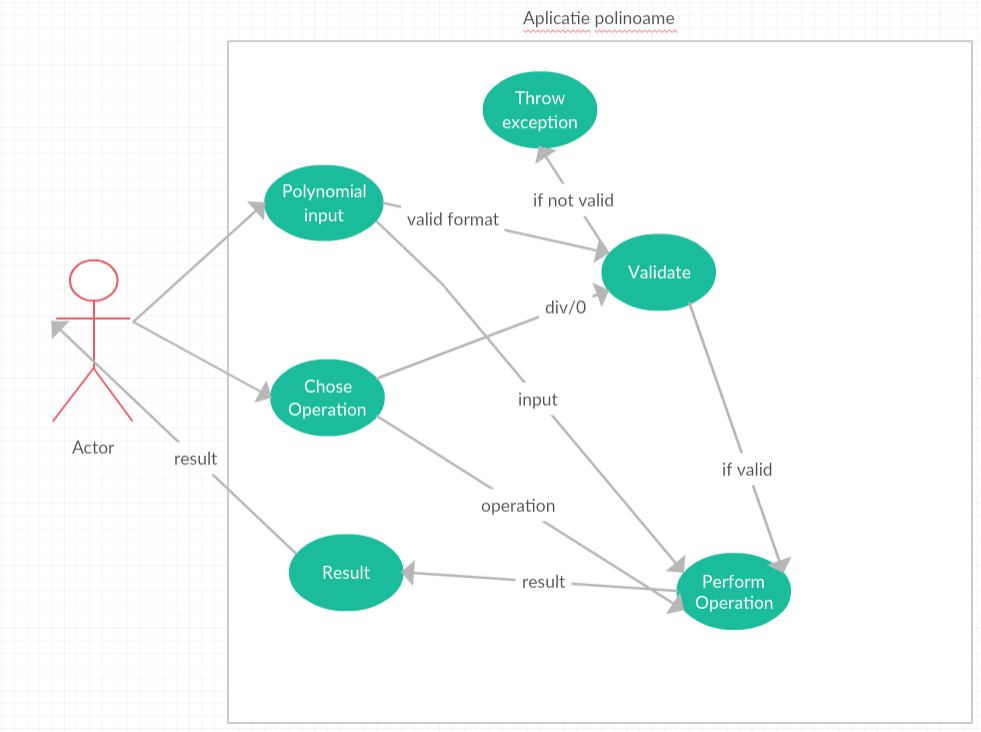 Aplicatie polinoame
Throw
exception
Polynomial
input
if not valid
valid format
Validate
div/0
Chose
Operation
input
Actor
result
if valid
operation
Result
result
Perform
Operation